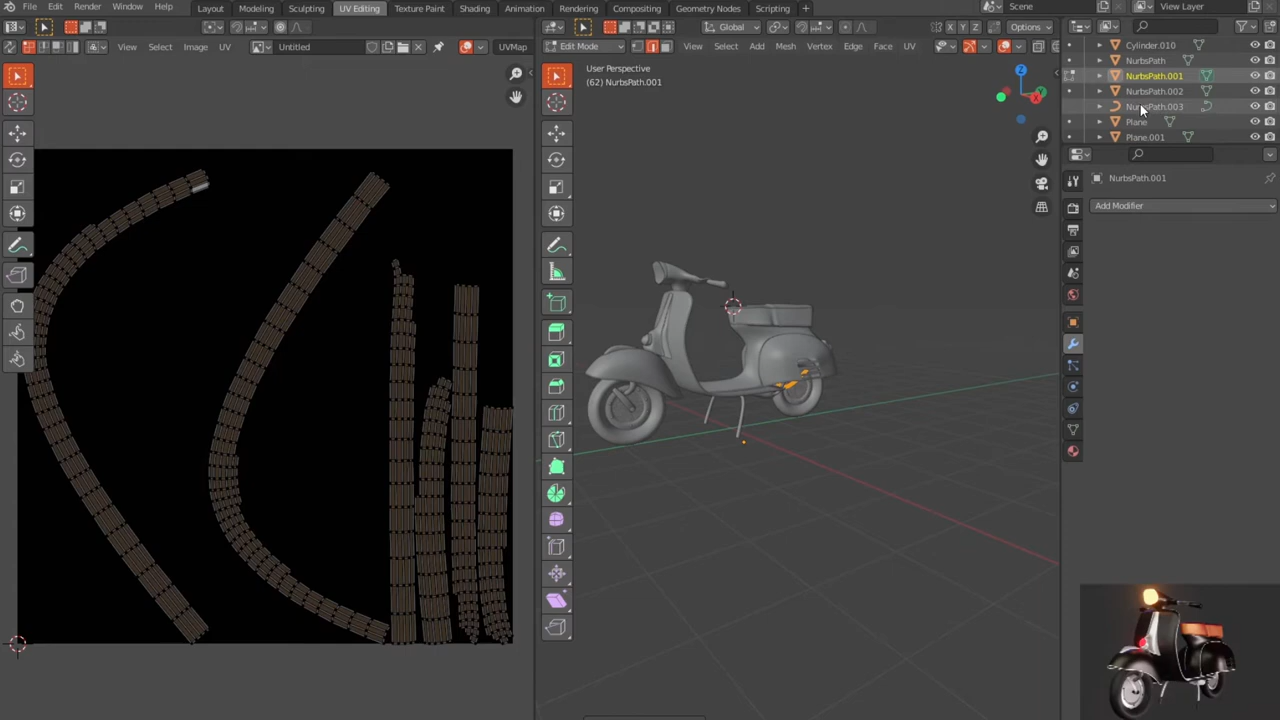 File Edit Render Window Help Layout Modeling Sculpting UV Editing Texture Paint Shading Animation Rendering Compositing Geometry Nodes Scripting + Scene View Layer
Global X Y Z Options
View Select Image UV Untitled UVMap Edit Mode View Select Add Mesh Vertex Edge Face UV
User Perspective
(62) NurbsPath.001
Z
Cylinder.010
NurbsPath
NurbsPath.001
NurbsPath.002
NurbsPath.003
Plane
Plane.001
NurbsPath.001
Add Modifier